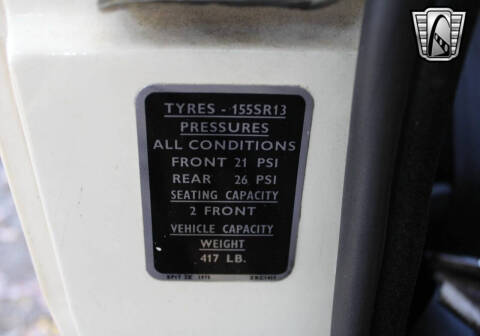 TYRES - 155SR13
PRESSURES
ALL CONDITIONS
FRONT 21 PSI
REAR 26 PSI
SEATING CAPACITY
2 FRONT
VEHICLE CAPACITY
WEIGHT
417 LB.